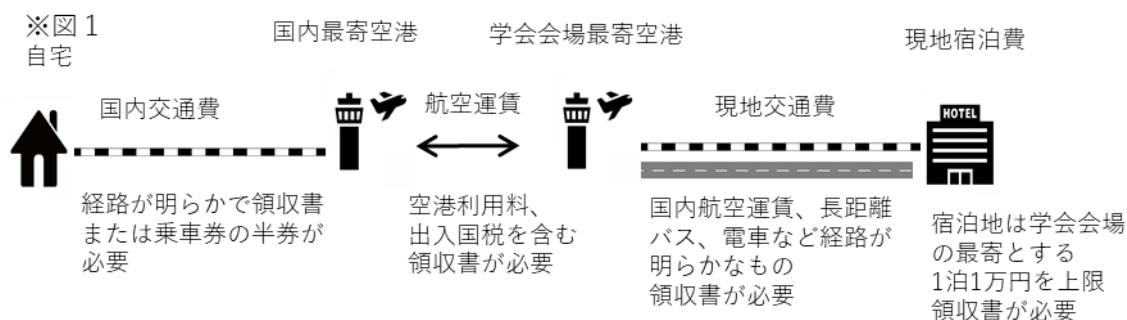 ※図1
自宅
国内最寄空港
学会会場最寄空港
現地宿泊費
国内交通費
航空運賃
現地交通費
HOTEL
経路が明らかで領収書
または乗車券の半券が
必要
空港利用料、
出入国税を含む
領収書が必要
国内航空運賃、長距離
バス、電車など経路が
明らかなもの
領収書が必要
宿泊地は学会会場
の最寄とする
1泊1万円を上限
領収書が必要